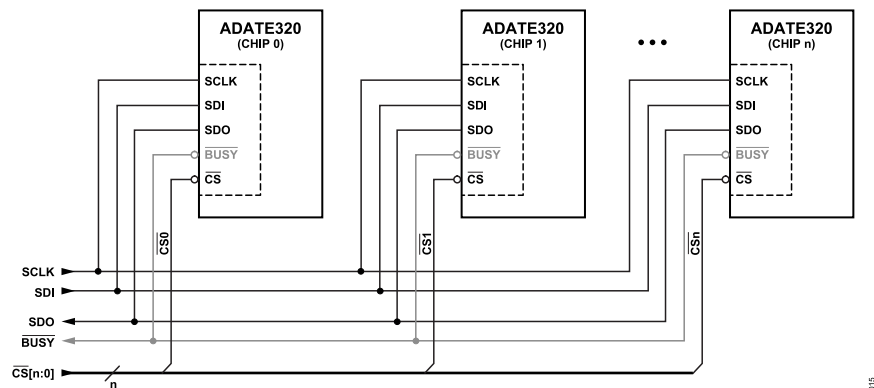 ADATE320
(CHIP 0)
SCLK
SDI
SDO
BUSY
CS
ADATE320
(CHIP 1)
SCLK
SDI
SDO
BUSY
CS
•••
ADATE320
(CHIP n)
SCLK
SDI
SDO
BUSY
CS
CS0
CS1
CSn
SCLK
SDI
SDO
BUSY
CS[n:0]
n
015